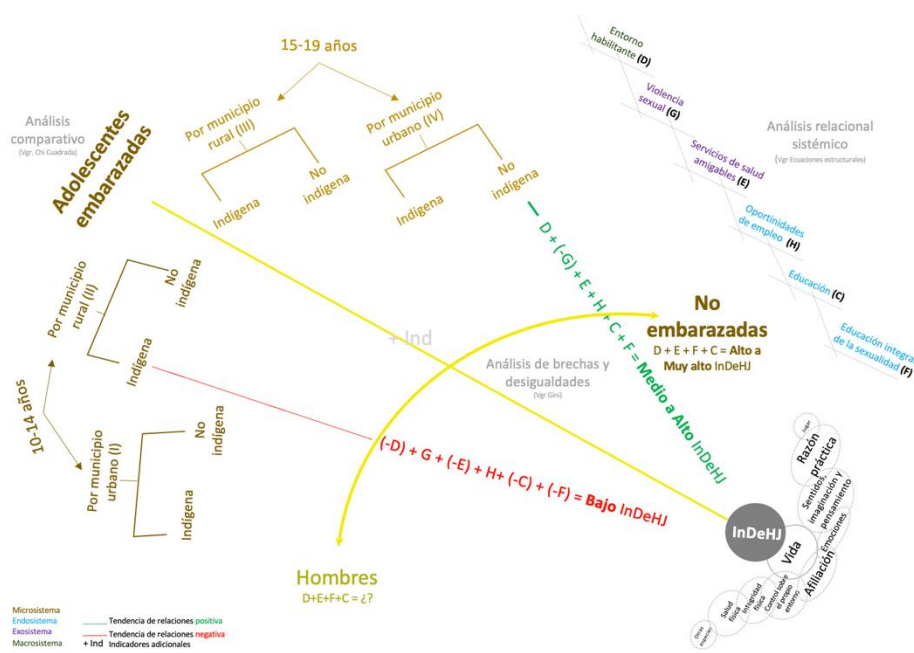 15-19 años
Por municipio
rural (III)
Indígena
No
indígena
Por municipio
urbano (IV)
Indígena
No
indígena
Análisis
comparativo
(Vgr. Chi Cuadrada)
Adolescentes
embarazadas
10-14 años
Por municipio
rural (II)
No
indígena
Indígena
Por municipio
urbano (I)
No
indígena
Indígena
Entorno
habilitante (D)
Violencia
sexual (G)
Servicios de salud
amigables (E)
Oportinidades
de empleo (H)
Educación (C)
Educación integral
de la sexualidad (F)
Análisis relacional
sistémico
(Vgr Ecuaciones estructurales)
D + (-G) + E + H + C + F = Medio a Alto InDeHJ
No
embarazadas
D + E + F + C = Alto a
Muy alto InDeHJ
+ Ind
Análisis de brechas y
desigualdades
(Vgr Gini)
(-D) + G + (-E) + H+ (-C) + (-F) = Bajo InDeHJ
Hombres
D+E+F+C = ¿?
InDeHJ
Vida
Jugar
Razón
práctica
Sentidos,
imaginación y
pensamiento
Emociones
Afiliación
Control sobre
el propio
entorno
Integridad
física
Salud
física
Otras
especies
Microsistema
Endosistema
Exosistema
Macrosistema
Tendencia de relaciones positiva
Tendencia de relaciones negativa
+ Ind Indicadores adicionales